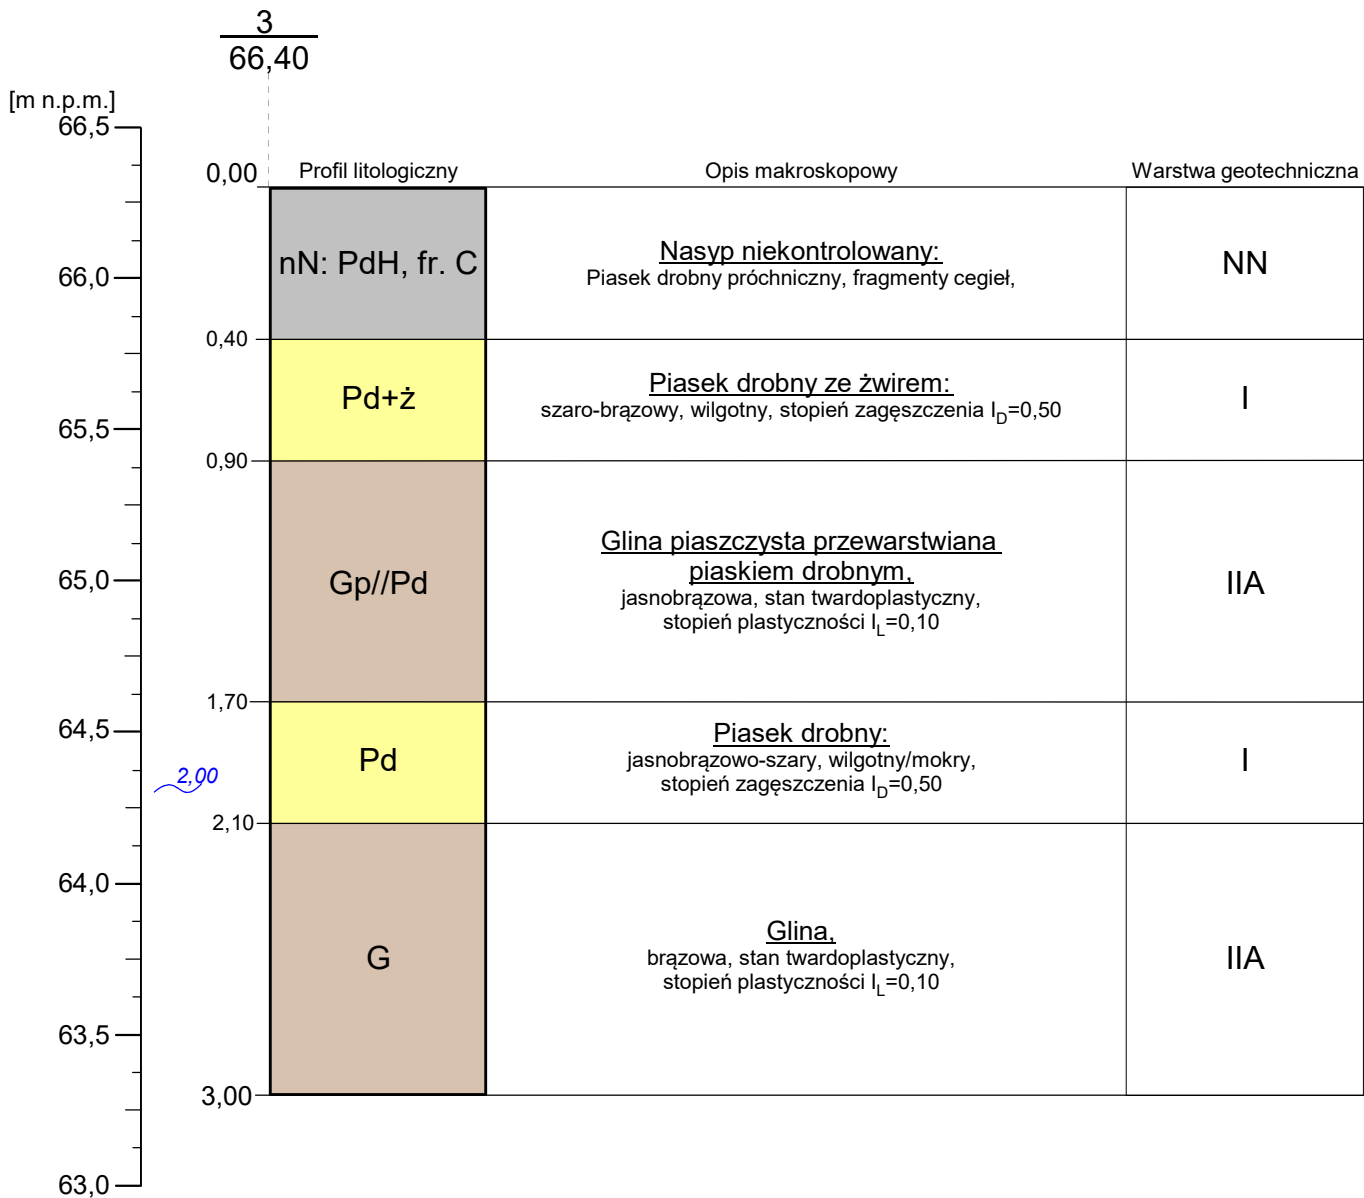 3
66,40
[m n.p.m.]
66,5
66,0
65,5
65,0
64,5
64,0
63,5
63,0
0,00
Profil litologiczny
Opis makroskopowy
Warstwa geotechniczna
nN: PdH, fr. C
Nasyp niekontrolowany:
Piasek drobny próchniczny, fragmenty cegieł,
NN
0,40
Pd+ż
Piasek drobny ze żwirem:
szaro-brązowy, wilgotny, stopień zagęszczenia I_D=0,50
I
0,90
Gp//Pd
Glina piaszczysta przewarstwiana
piaskiem drobnym,
jasnobrązowa, stan twardoplastyczny,
stopień plastyczności I_L=0,10
IIA
1,70
Pd
Piasek drobny:
jasnobrązowo-szary, wilgotny/mokry,
stopień zagęszczenia I_D=0,50
I
2,00
2,10
G
Glina,
brązowa, stan twardoplastyczny,
stopień plastyczności I_L=0,10
IIA
3,00